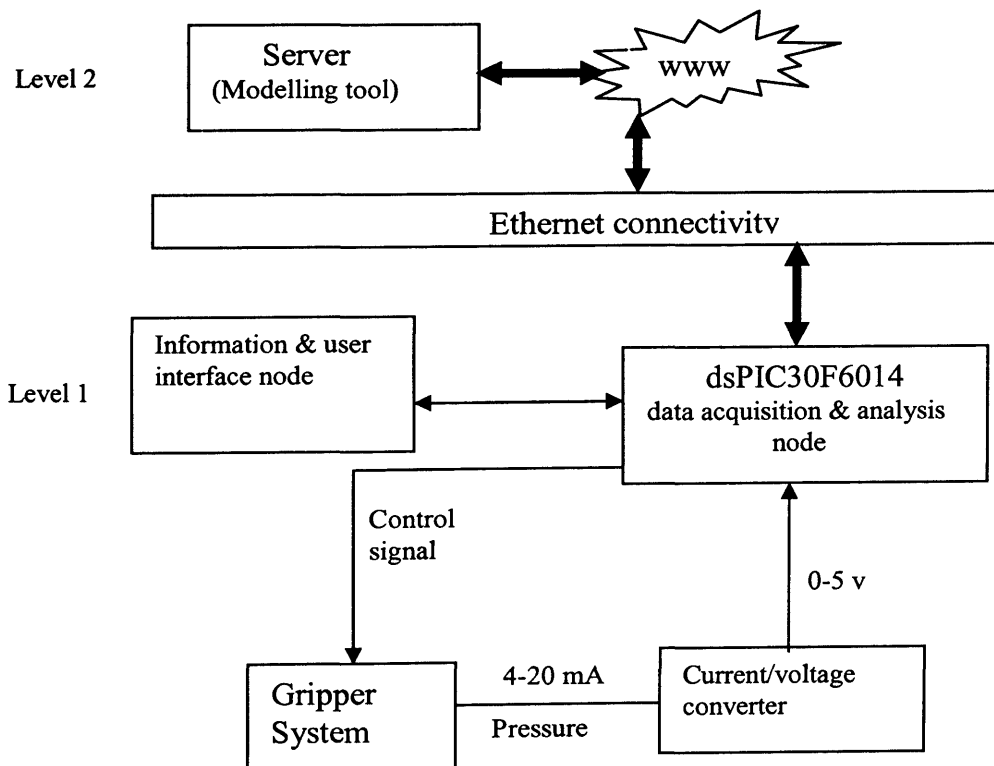 Level 2
Server
(Modelling tool)
www
Ethernet connectivity
Level 1
Information & user
interface node
dsPIC30F6014
data acquisition & analysis
node
Control
signal
0-5 v
Gripper
System
4-20 mA
Pressure
Current/voltage
converter